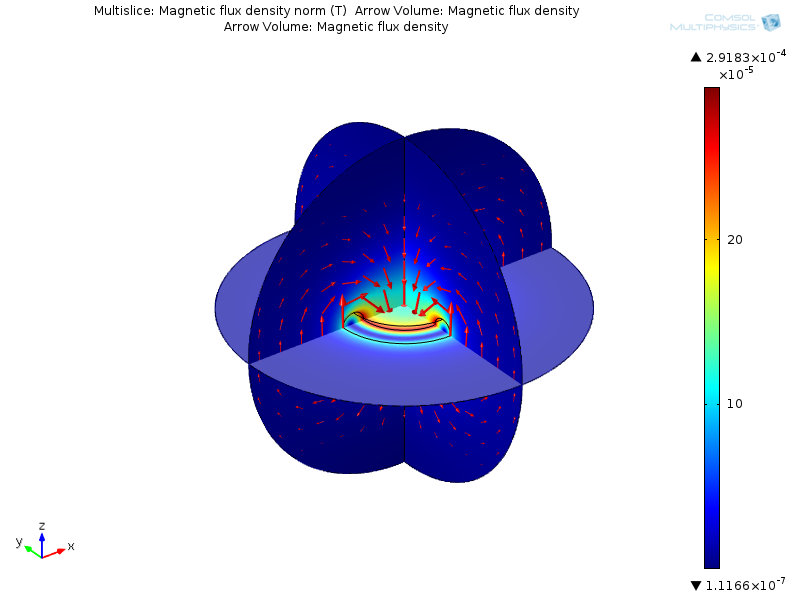 Multislice: Magnetic flux density norm (T)  Arrow Volume: Magnetic flux density
Arrow Volume: Magnetic flux density
COMSOL
MULTIPHYSICS
▲ 2.9183×10⁻⁴
×10⁻⁵
20
10
▼ 1.1166×10⁻⁷
z
y
x